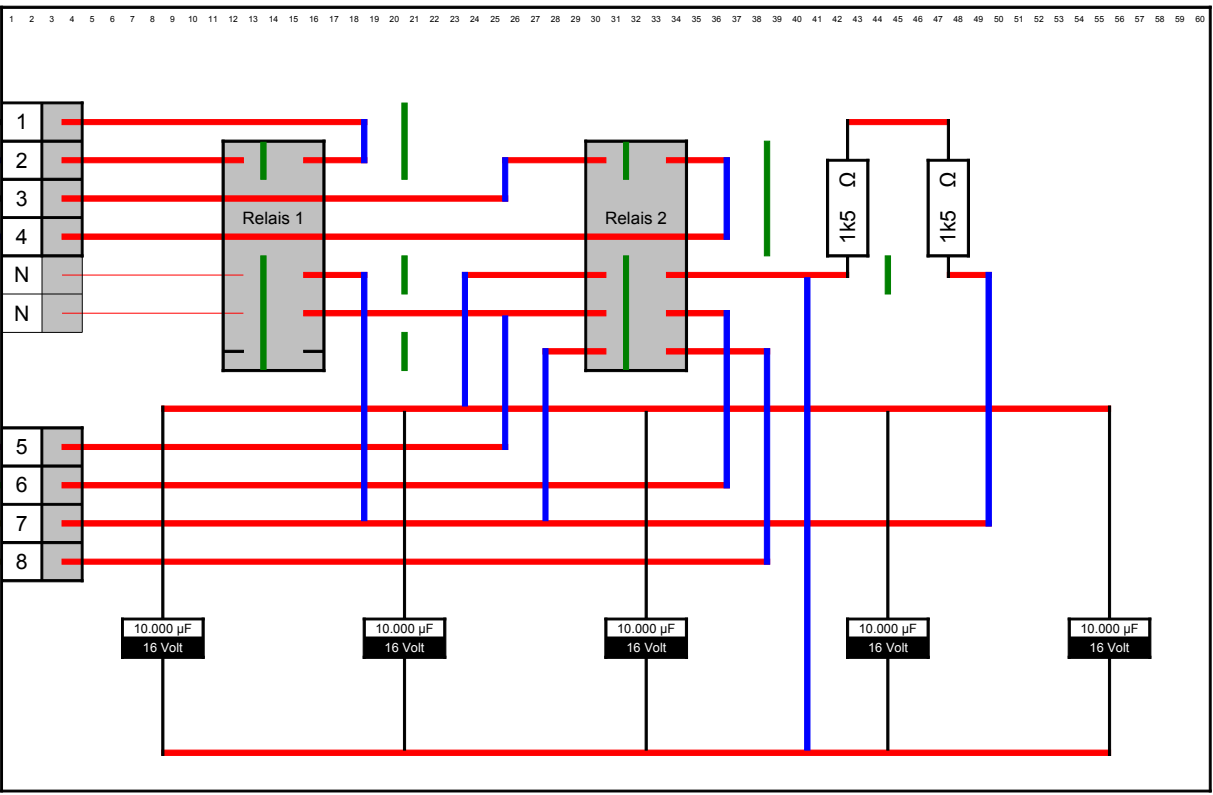 1 2 3 4 5 6 7 8 9 10 11 12 13 14 15 16 17 18 19 20 21 22 23 24 25 26 27 28 29 30 31 32 33 34 35 36 37 38 39 40 41 42 43 44 45 46 47 48 49 50 51 52 53 54 55 56 57 58 59 60
1
2
3
4
N
N
Relais 1
Relais 2
1k5 Ω
1k5 Ω
5
6
7
8
10.000 µF
16 Volt
10.000 µF
16 Volt
10.000 µF
16 Volt
10.000 µF
16 Volt
10.000 µF
16 Volt